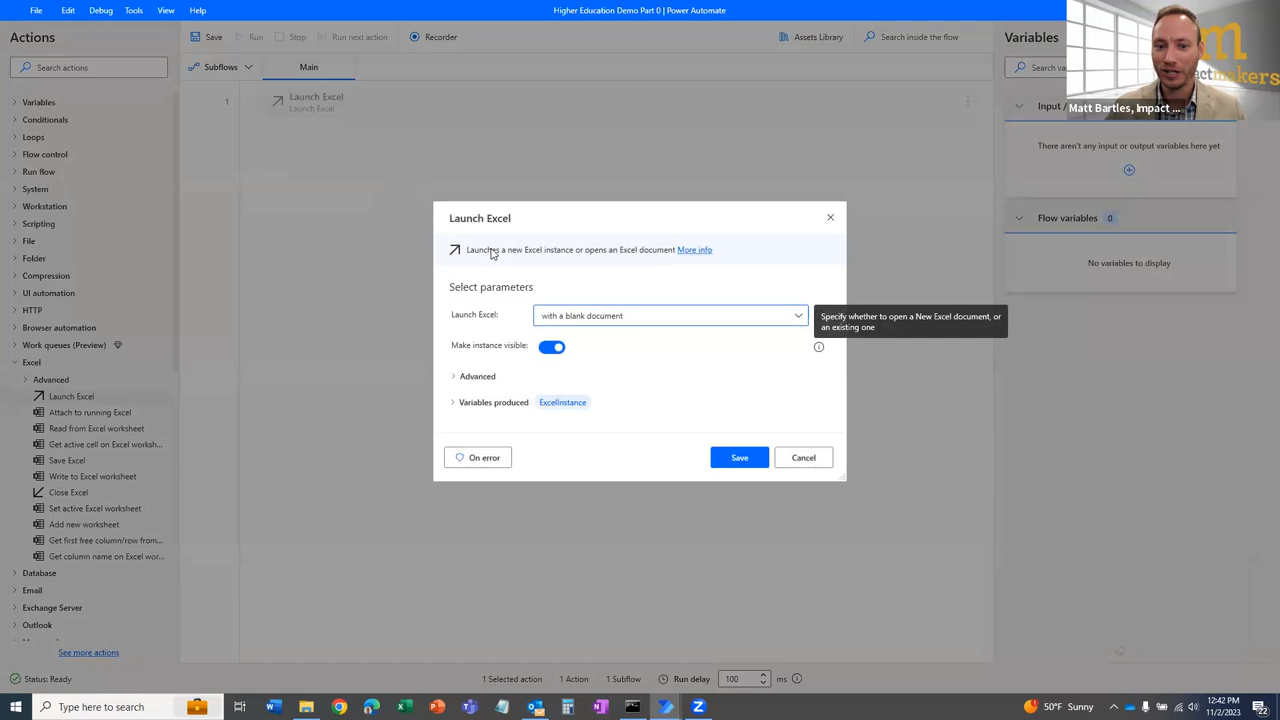 File Edit Debug Tools View Help
Higher Education Demo Part 0 | Power Automate
Actions
Search actions
Variables
Conditionals
Loops
Flow control
Run flow
System
Workstation
Scripting
File
Folder
Compression
UI automation
HTTP
Browser automation
Work queues (Preview)
Excel
Advanced
Launch Excel
Attach to running Excel
Read from Excel worksheet
Get active cell on Excel worksh...
Save Excel
Write to Excel worksheet
Close Excel
Set active Excel worksheet
Add new worksheet
Get first free column/row from...
Get column name on Excel wor...
Database
Email
Exchange Server
Outlook
See more actions
Save Run Stop Run next action Recorder
Assets Library Search inside the flow
Subflows Main
1
Launch Excel
Launch Excel
Launch Excel
Launches a new Excel instance or opens an Excel document More info
Select parameters
Launch Excel: with a blank document
Specify whether to open a New Excel document, or
an existing one
Make instance visible:
Advanced
Variables produced ExcelInstance
On error Save Cancel
Variables
Search va
Input /
There aren't any input or output variables here yet
Flow variables 0
No variables to display
m
actmakers
Matt Bartles, Impact ...
Status: Ready 1 Selected action 1 Action 1 Subflow Run delay 100 ms
Type here to search
50°F Sunny
12:42 PM
11/2/2023
22